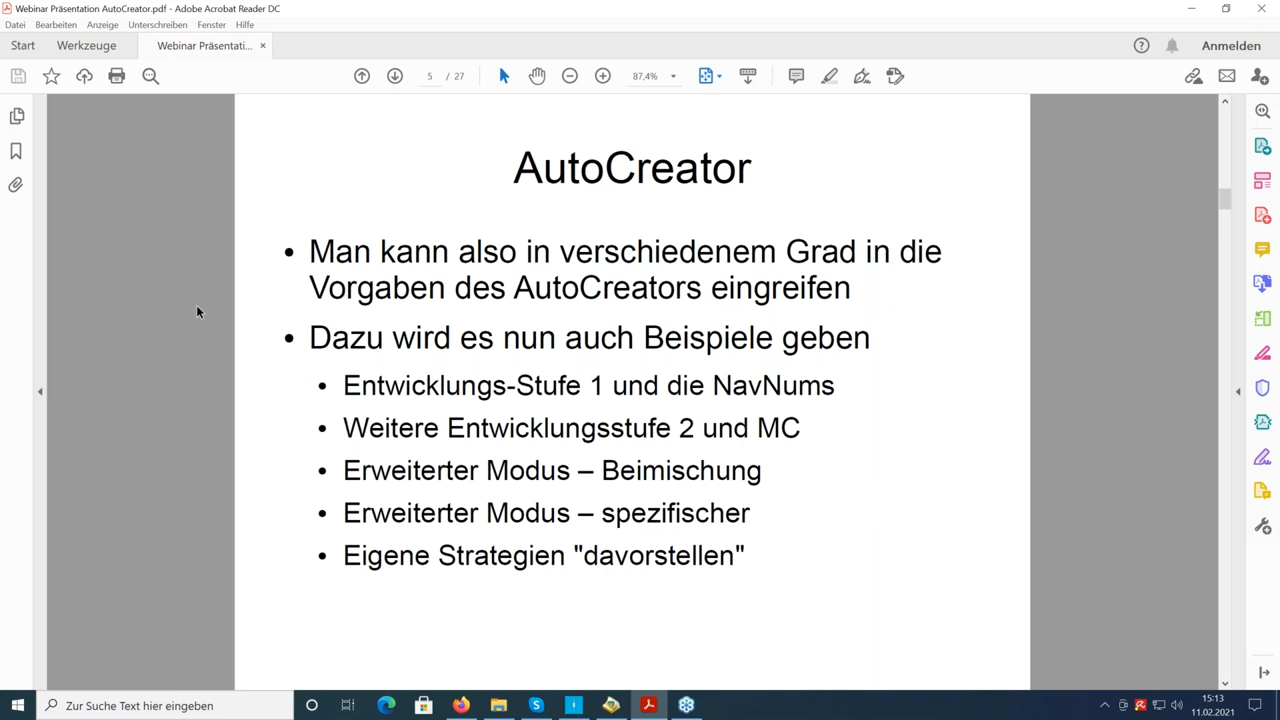 Webinar Präsentation AutoCreator.pdf - Adobe Acrobat Reader DC
Datei Bearbeiten Anzeige Unterschreiben Fenster Hilfe
Start Werkzeuge Webinar Präsentati... × Anmelden
5 / 27 87,4%
AutoCreator
• Man kann also in verschiedenem Grad in die
Vorgaben des AutoCreators eingreifen
• Dazu wird es nun auch Beispiele geben
• Entwicklungs-Stufe 1 und die NavNums
• Weitere Entwicklungsstufe 2 und MC
• Erweiterter Modus – Beimischung
• Erweiterter Modus – spezifischer
• Eigene Strategien "davorstellen"
Zur Suche Text hier eingeben
15:13
11.02.2021